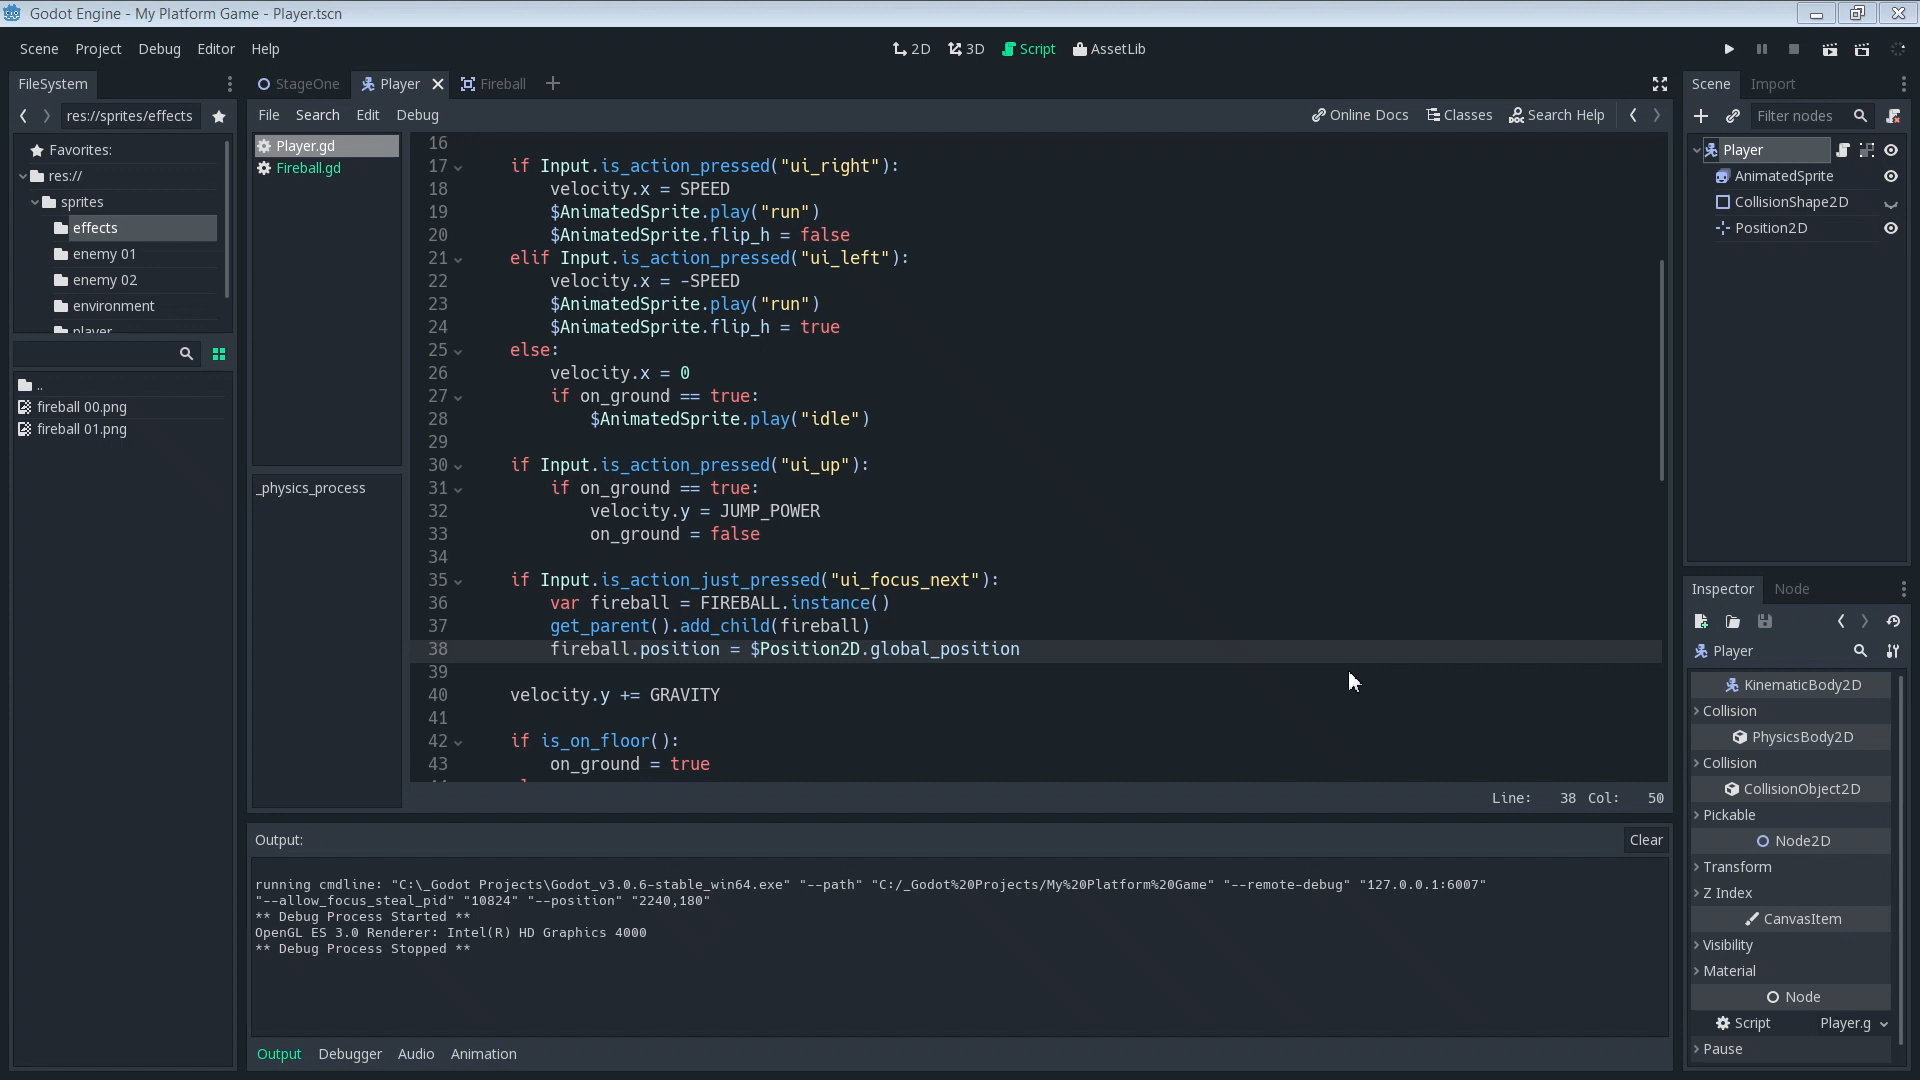 Godot Engine - My Platform Game - Player.tscn
Scene Project Debug Editor Help
2D 3D Script AssetLib
FileSystem
res://sprites/effects
Favorites:
res://
sprites
effects
enemy 01
enemy 02
environment
player
..
fireball 00.png
fireball 01.png
StageOne Player Fireball
File Search Edit Debug
Online Docs Classes Search Help
Player.gd
Fireball.gd
_physics_process
16
17 if Input.is_action_pressed("ui_right"):
18 velocity.x = SPEED
19 $AnimatedSprite.play("run")
20 $AnimatedSprite.flip_h = false
21 elif Input.is_action_pressed("ui_left"):
22 velocity.x = -SPEED
23 $AnimatedSprite.play("run")
24 $AnimatedSprite.flip_h = true
25 else:
26 velocity.x = 0
27 if on_ground == true:
28 $AnimatedSprite.play("idle")
29
30 if Input.is_action_pressed("ui_up"):
31 if on_ground == true:
32 velocity.y = JUMP_POWER
33 on_ground = false
34
35 if Input.is_action_just_pressed("ui_focus_next"):
36 var fireball = FIREBALL.instance()
37 get_parent().add_child(fireball)
38 fireball.position = $Position2D.global_position
39
40 velocity.y += GRAVITY
41
42 if is_on_floor():
43 on_ground = true
Line: 38 Col: 50
Output:
Clear
running cmdline: "C:\_Godot Projects\Godot_v3.0.6-stable_win64.exe" "--path" "C:/_Godot%20Projects/My%20Platform%20Game" "--remote-debug" "127.0.0.1:6007"
"--allow_focus_steal_pid" "10824" "--position" "2240,180"
** Debug Process Started **
OpenGL ES 3.0 Renderer: Intel(R) HD Graphics 4000
** Debug Process Stopped **
Output Debugger Audio Animation
Scene Import
Filter nodes
Player
AnimatedSprite
CollisionShape2D
Position2D
Inspector Node
Player
KinematicBody2D
Collision
PhysicsBody2D
Collision
CollisionObject2D
Pickable
Node2D
Transform
Z Index
CanvasItem
Visibility
Material
Node
Script Player.g
Pause